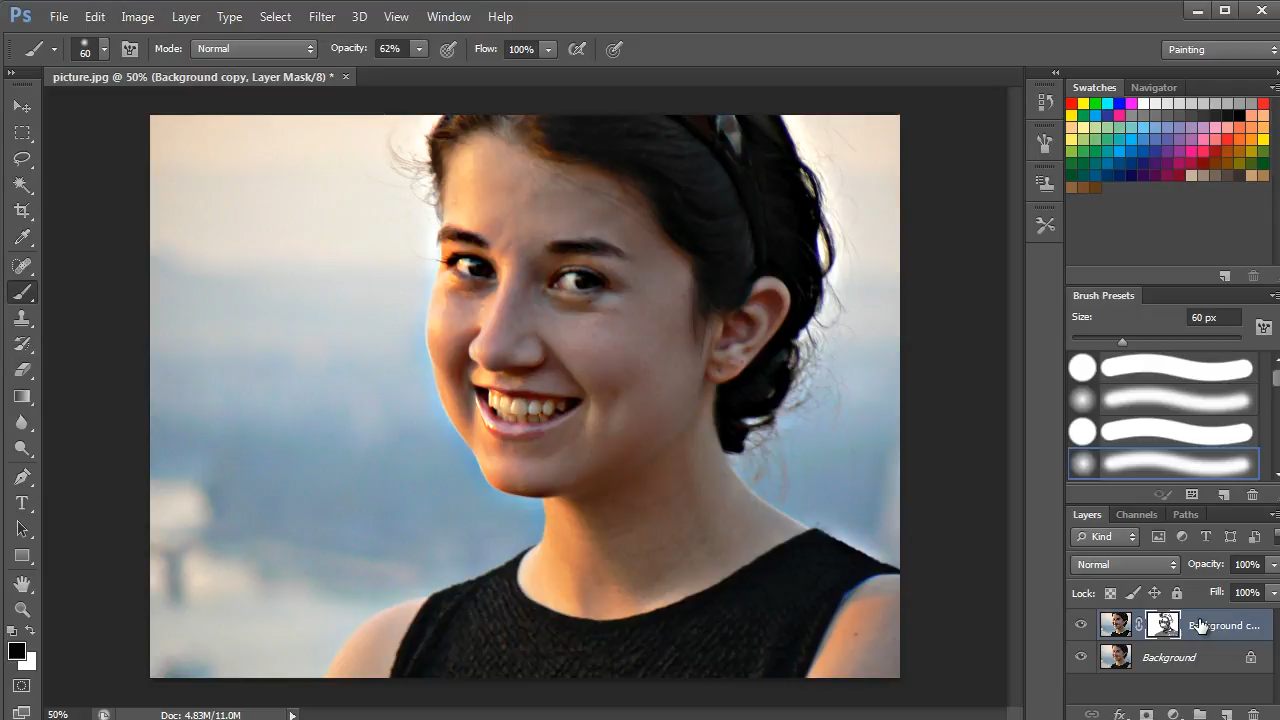 Ps File Edit Image Layer Type Select Filter 3D View Window Help
60 Mode: Normal Opacity: 62% Flow: 100% Painting
picture.jpg @ 50% (Background copy, Layer Mask/8) * ×
Swatches Navigator
Brush Presets
Size: 60 px
Layers Channels Paths
Kind
Normal Opacity: 100%
Lock: Fill: 100%
Background c...
Background
T
50% Doc: 4.83M/11.0M
fx